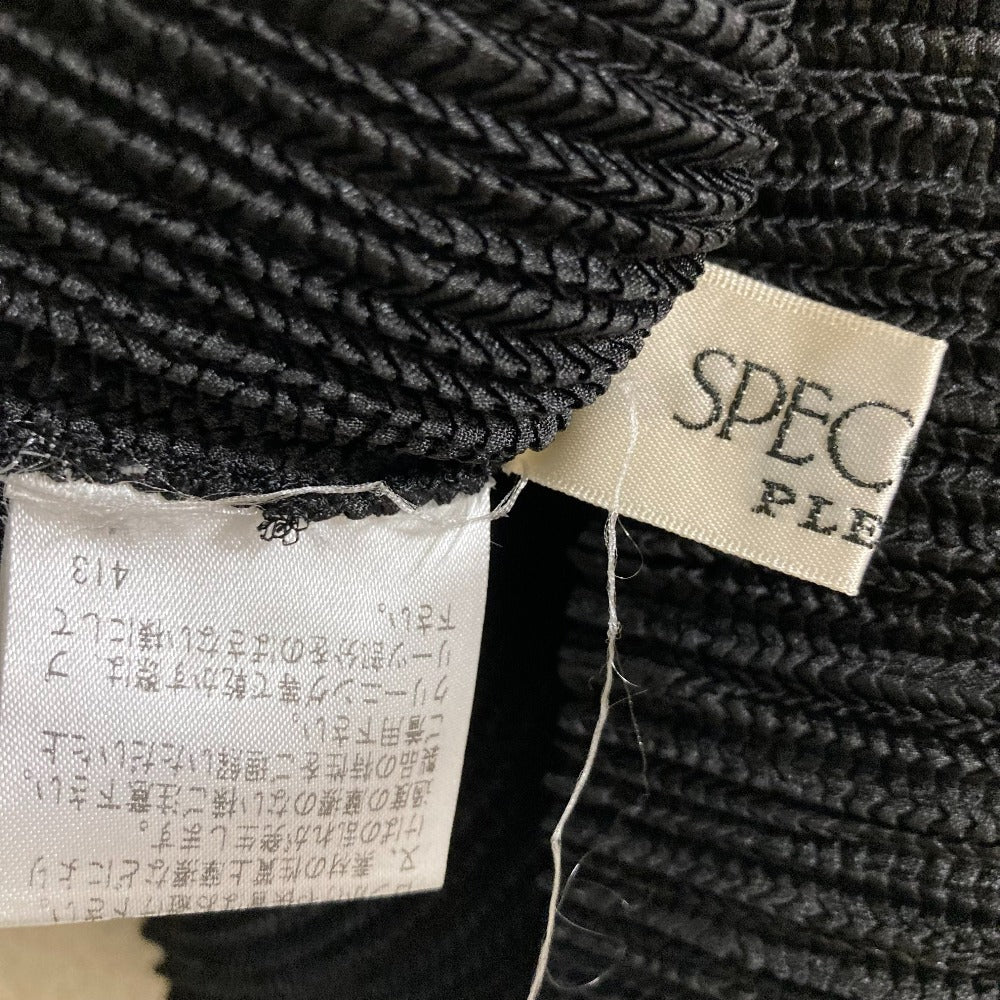 SPEC
PLE
素材の性質上摩擦などにより
けばの乱れが発生します。
過度の摩擦のない様ご注意下さい。
製品の特性をご理解いただいた上
ご適用下さい。
クリーニング等で乾かす際は プ
リーツ部分をのばさない様にして
下さい。
413